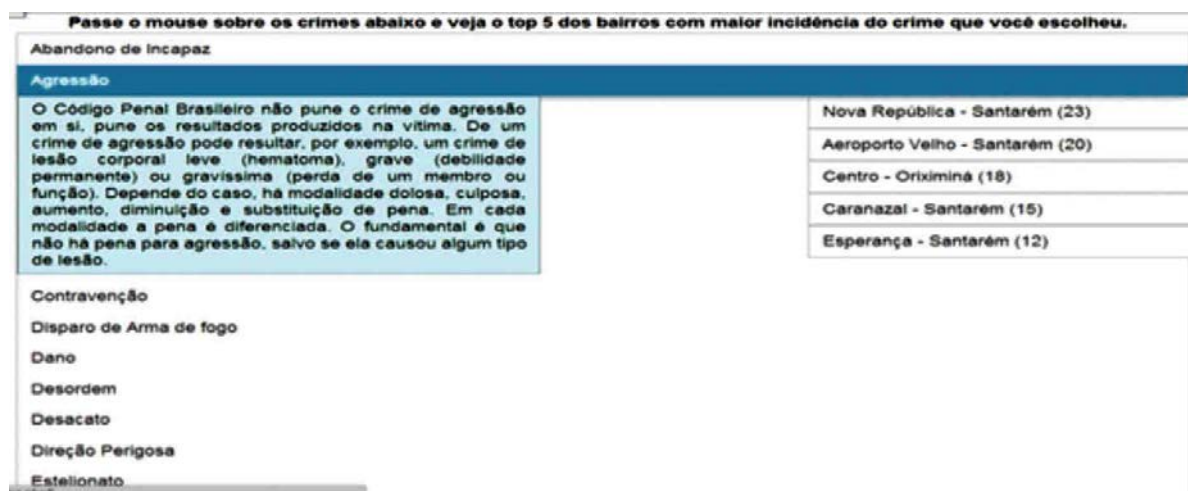 Passe o mouse sobre os crimes abaixo e veja o top 5 dos bairros com maior incidência do crime que você escolheu.
Abandono de Incapaz
Agressão
O Código Penal Brasileiro não pune o crime de agressão
em si, pune os resultados produzidos na vítima. De um
crime de agressão pode resultar, por exemplo, um crime de
lesão corporal leve (hematoma), grave (debilidade
permanente) ou gravíssima (perda de um membro ou
função). Depende do caso, há modalidade dolosa, culposa,
aumento, diminuição e substituição de pena. Em cada
modalidade a pena é diferenciada. O fundamental é que
não há pena para agressão, salvo se ela causou algum tipo
de lesão.
Nova República - Santarém (23)
Aeroporto Velho - Santarém (20)
Centro - Oriximiná (18)
Caranazal - Santarém (15)
Esperança - Santarém (12)
Contravenção
Disparo de Arma de fogo
Dano
Desordem
Desacato
Direção Perigosa
Estelionato